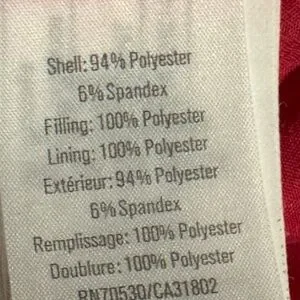 Shell: 94% Polyester
6% Spandex
Filling: 100% Polyester
Lining: 100% Polyester
Extérieur: 94% Polyester
6% Spandex
Remplissage: 100% Polyester
Doublure: 100% Polyester
RN70530/CA31802